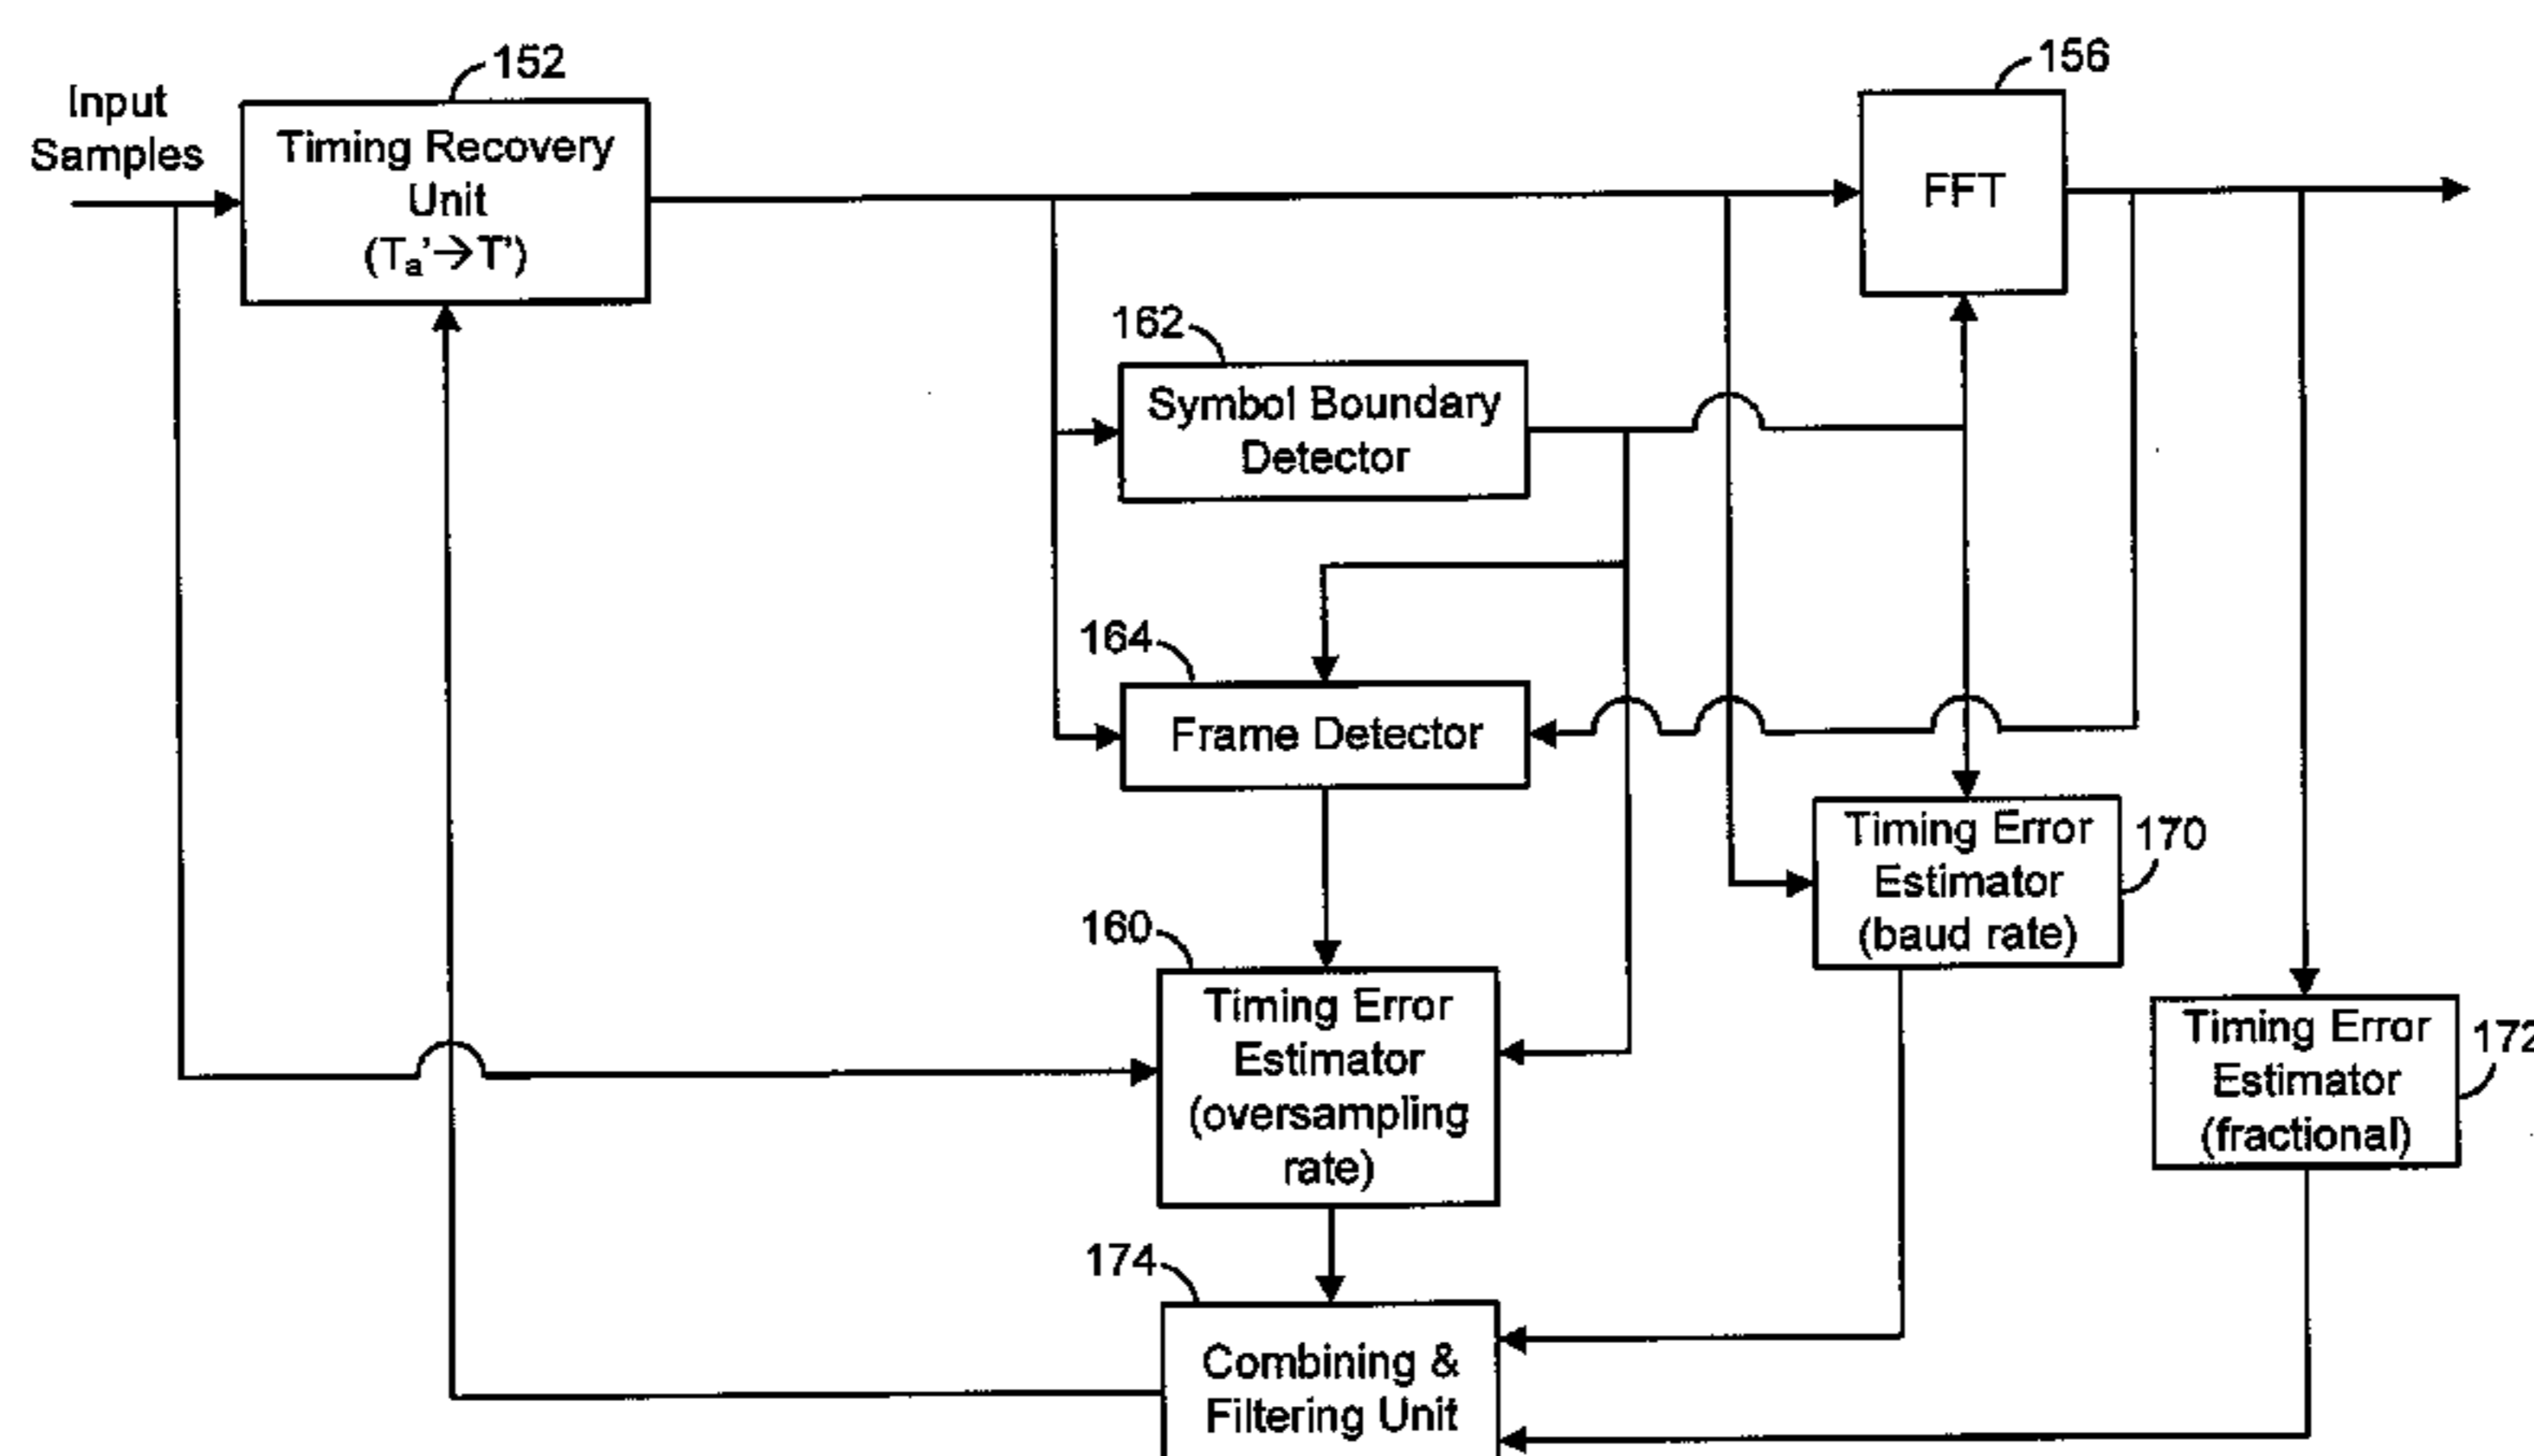 152
156
Input
Samples
Timing Recovery
Unit
(Ta'→T')
FFT
162
Symbol Boundary
Detector
164
Frame Detector
Timing Error
Estimator
(baud rate)
170
160
Timing Error
Estimator
(oversampling
rate)
Timing Error
Estimator
(fractional)
172
174
Combining &
Filtering Unit